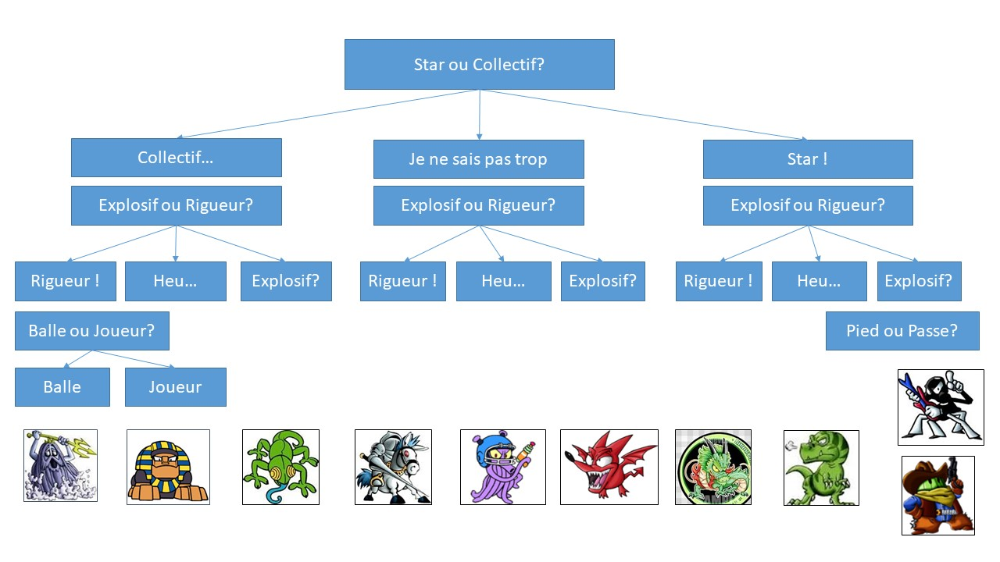 Star ou Collectif?
Collectif…
Je ne sais pas trop
Star !
Explosif ou Rigueur?
Explosif ou Rigueur?
Explosif ou Rigueur?
Rigueur !
Heu…
Explosif?
Rigueur !
Heu…
Explosif?
Rigueur !
Heu…
Explosif?
Balle ou Joueur?
Pied ou Passe?
Balle
Joueur